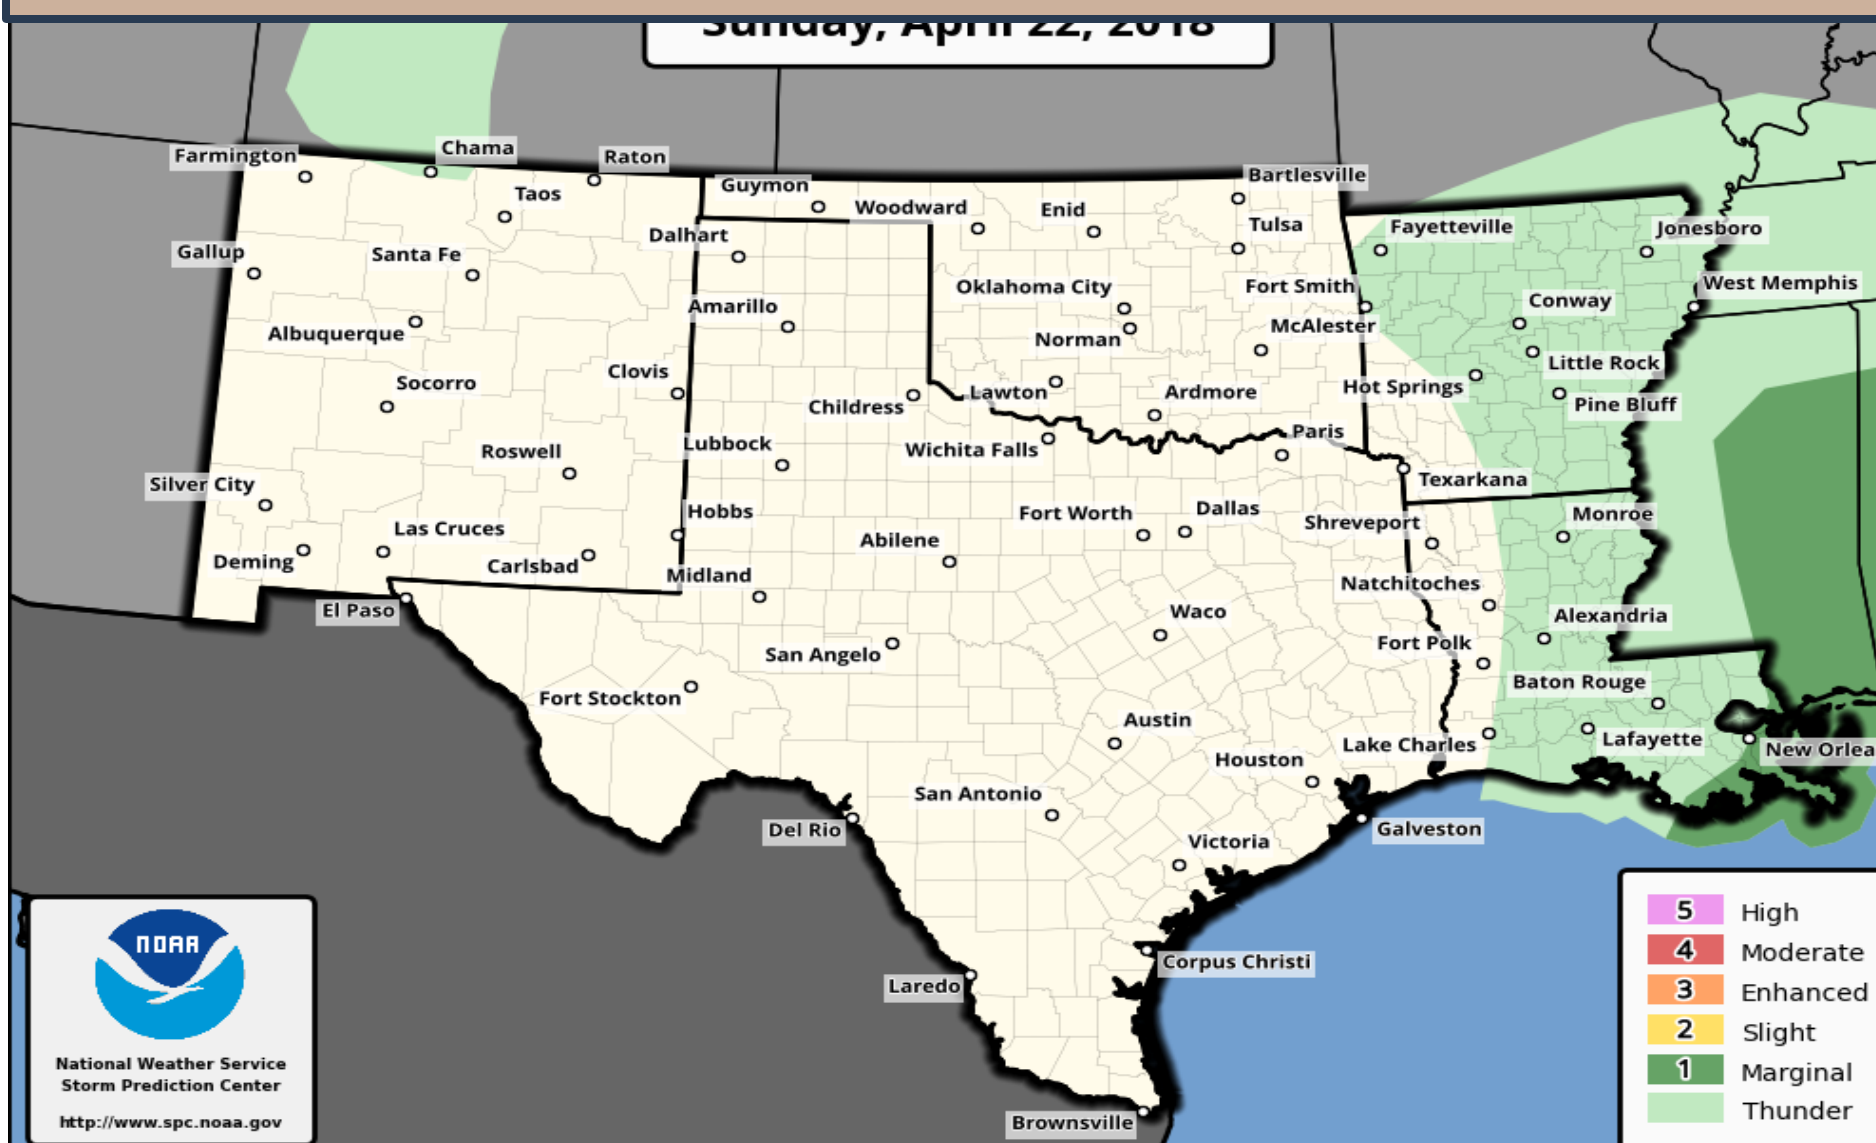 Sunday, April 22, 2018
Farmington
Chama
Raton
Taos
Guymon
Bartlesville
Woodward
Enid
Tulsa
Fayetteville
Jonesboro
Dalhart
Gallup
Santa Fe
Oklahoma City
Fort Smith
West Memphis
Amarillo
Conway
Albuquerque
Norman
McAlester
Little Rock
Socorro
Clovis
Childress
Lawton
Ardmore
Hot Springs
Pine Bluff
Roswell
Lubbock
Wichita Falls
Paris
Silver City
Texarkana
Hobbs
Fort Worth
Dallas
Shreveport
Monroe
Las Cruces
Abilene
Deming
Carlsbad
Midland
Natchitoches
El Paso
Waco
Alexandria
San Angelo
Fort Polk
Fort Stockton
Baton Rouge
Austin
Lake Charles
Lafayette
New Orlea
Houston
San Antonio
Del Rio
Galveston
Victoria
Corpus Christi
Laredo
Brownsville
NOAA
National Weather Service
Storm Prediction Center
http://www.spc.noaa.gov
5 High
4 Moderate
3 Enhanced
2 Slight
1 Marginal
Thunder